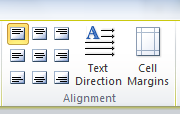 Text Direction
Cell Margins
Alignment